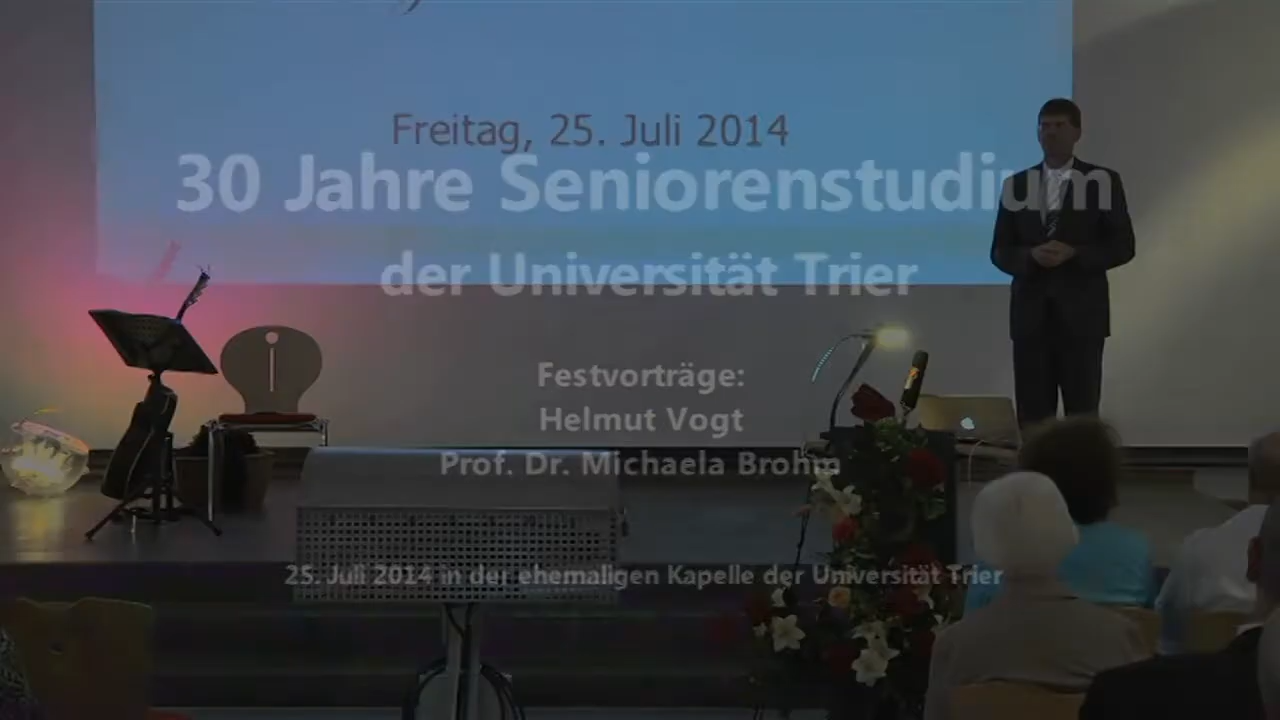 Freitag, 25. Juli 2014
30 Jahre Seniorenstudium
der Universität Trier
Festvorträge:
Helmut Vogt
Prof. Dr. Michaela Brohm
25. Juli 2014 in der ehemaligen Kapelle der Universität Trier